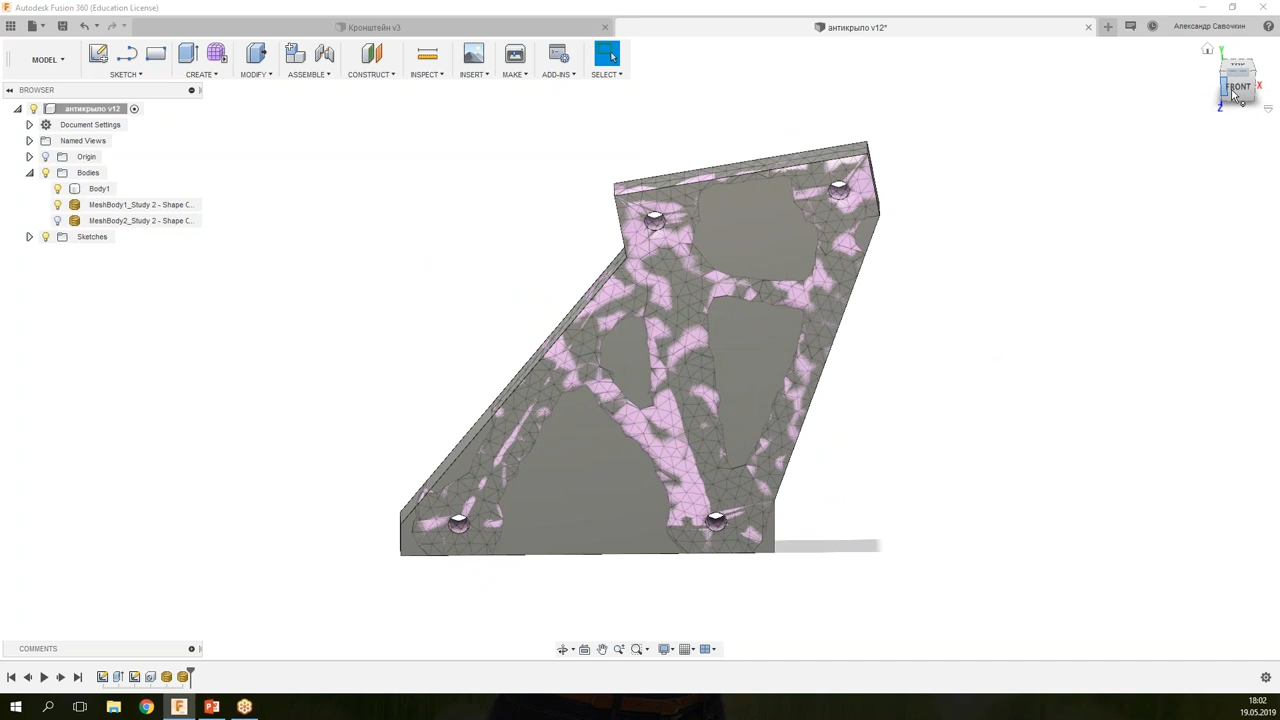 Autodesk Fusion 360 (Education License)
Кронштейн v3
антикрыло v12*
Александр Савочкин
MODEL
SKETCH
CREATE
MODIFY
ASSEMBLE
CONSTRUCT
INSPECT
INSERT
MAKE
ADD-INS
SELECT
TOP
FRONT
Y
X
Z
BROWSER
антикрыло v12
Document Settings
Named Views
Origin
Bodies
Body1
MeshBody1_Study 2 - Shape O...
MeshBody2_Study 2 - Shape O...
Sketches
COMMENTS
18:02
19.05.2019